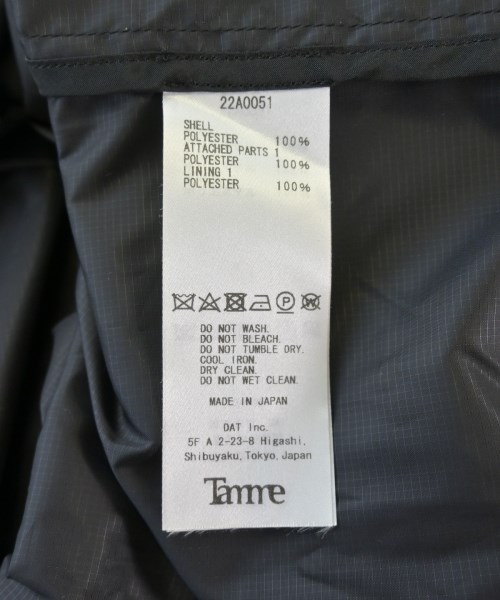 22A0051
SHELL
POLYESTER 100%
ATTACHED PARTS 1
POLYESTER 100%
LINING 1
POLYESTER 100%
P
DO NOT WASH.
DO NOT BLEACH.
DO NOT TUMBLE DRY.
COOL IRON.
DRY CLEAN.
DO NOT WET CLEAN.
MADE IN JAPAN
DAT Inc.
5F A 2-23-8 Higashi,
Shibuyaku, Tokyo, Japan
Tamme